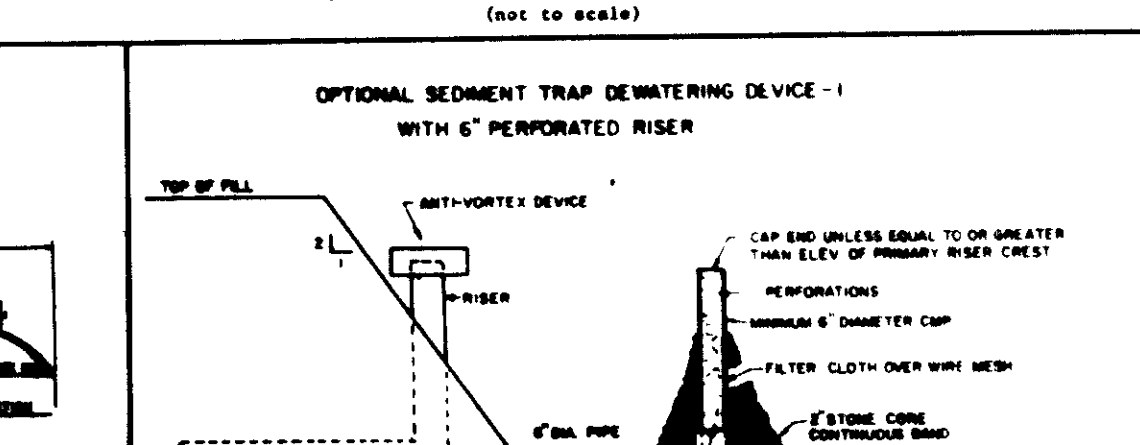 (not to scale)
OPTIONAL SEDIMENT TRAP DEWATERING DEVICE - 1
WITH 6" PERFORATED RISER
TOP OF FILL
ANTI-VORTEX DEVICE
2
1
CAP END UNLESS EQUAL TO OR GREATER
THAN ELEV OF PRIMARY RISER CREST
PERFORATIONS
RISER
MINIMUM 6" DIAMETER CMP
FILTER CLOTH OVER WIRE MESH
6" DIA. PIPE
2" STONE CORE
CONTINUOUS BAND